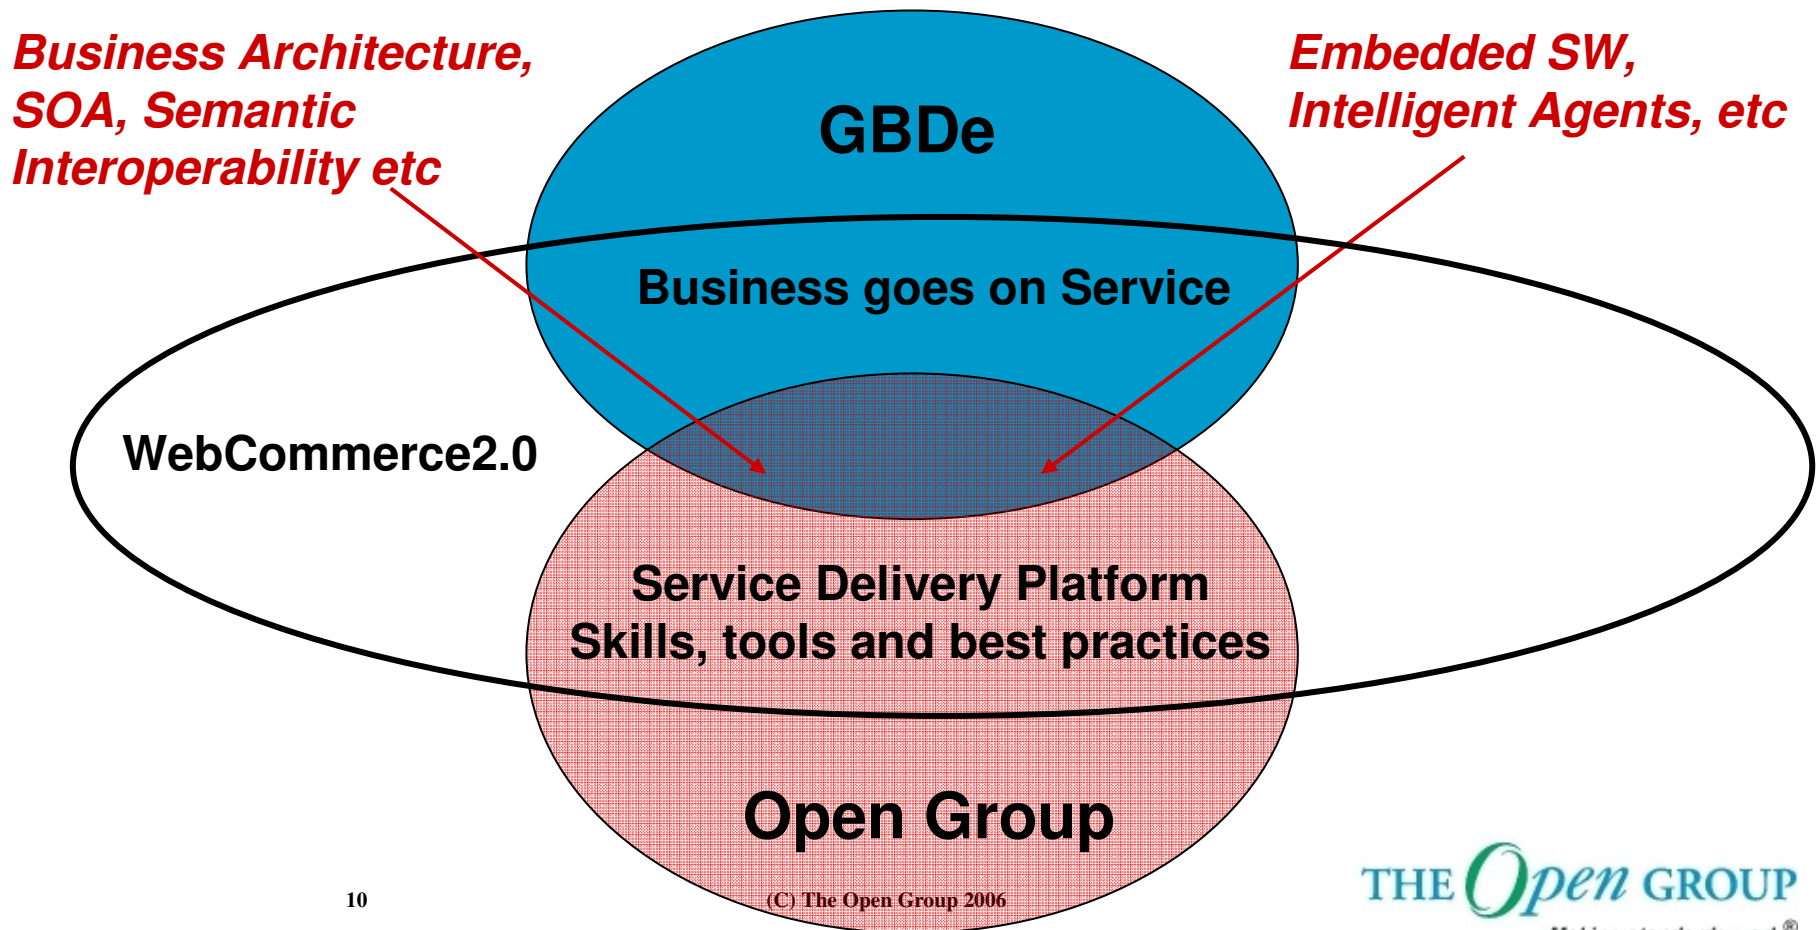 Business Architecture,
SOA, Semantic
Interoperability etc
Embedded SW,
Intelligent Agents, etc
GBDe
Business goes on Service
WebCommerce2.0
Service Delivery Platform
Skills, tools and best practices
Open Group
10
(C) The Open Group 2006
THE Open GROUP